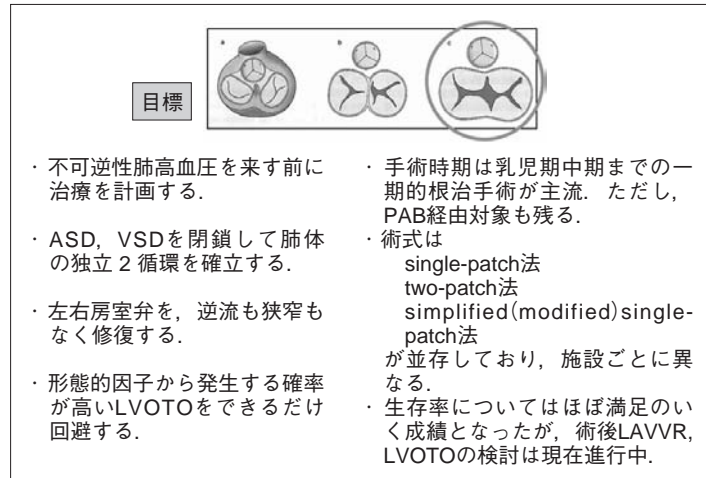 a b c
目標
・不可逆性肺高血圧を来す前に
治療を計画する.
・ASD，VSDを閉鎖して肺体
の独立２循環を確立する.
・左右房室弁を，逆流も狭窄も
なく修復する.
・形態的因子から発生する確率
が高いLVOTOをできるだけ
回避する.
・手術時期は乳児期中期までの一
期的根治手術が主流．ただし，
PAB経由対象も残る.
・術式は
single-patch法
two-patch法
simplified(modified)single-
patch法
が並存しており，施設ごとに異
なる.
・生存率についてはほぼ満足のい
く成績となったが，術後LAVVR,
LVOTOの検討は現在進行中.